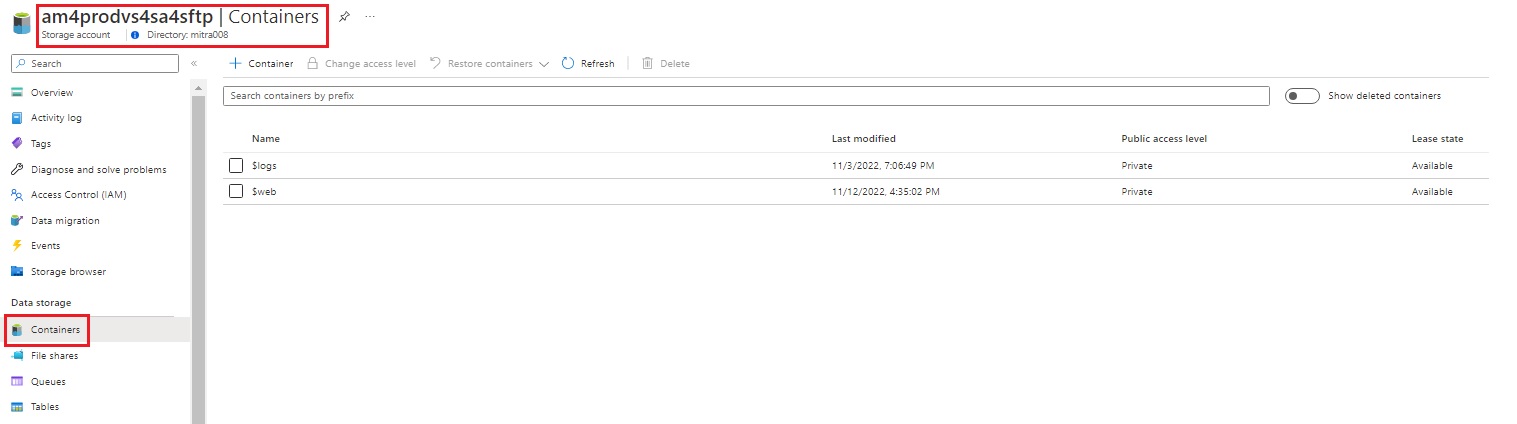 am4prodvs4sa4sftp | Containers
Storage account
Directory: mitra008
Search
Container
Change access level
Restore containers
Refresh
Delete
Overview
Activity log
Tags
Diagnose and solve problems
Access Control (IAM)
Data migration
Events
Storage browser
Data storage
Containers
File shares
Queues
Tables
Search containers by prefix
Show deleted containers
Name Last modified Public access level Lease state
$logs 11/3/2022, 7:06:49 PM Private Available
$web 11/12/2022, 4:35:02 PM Private Available